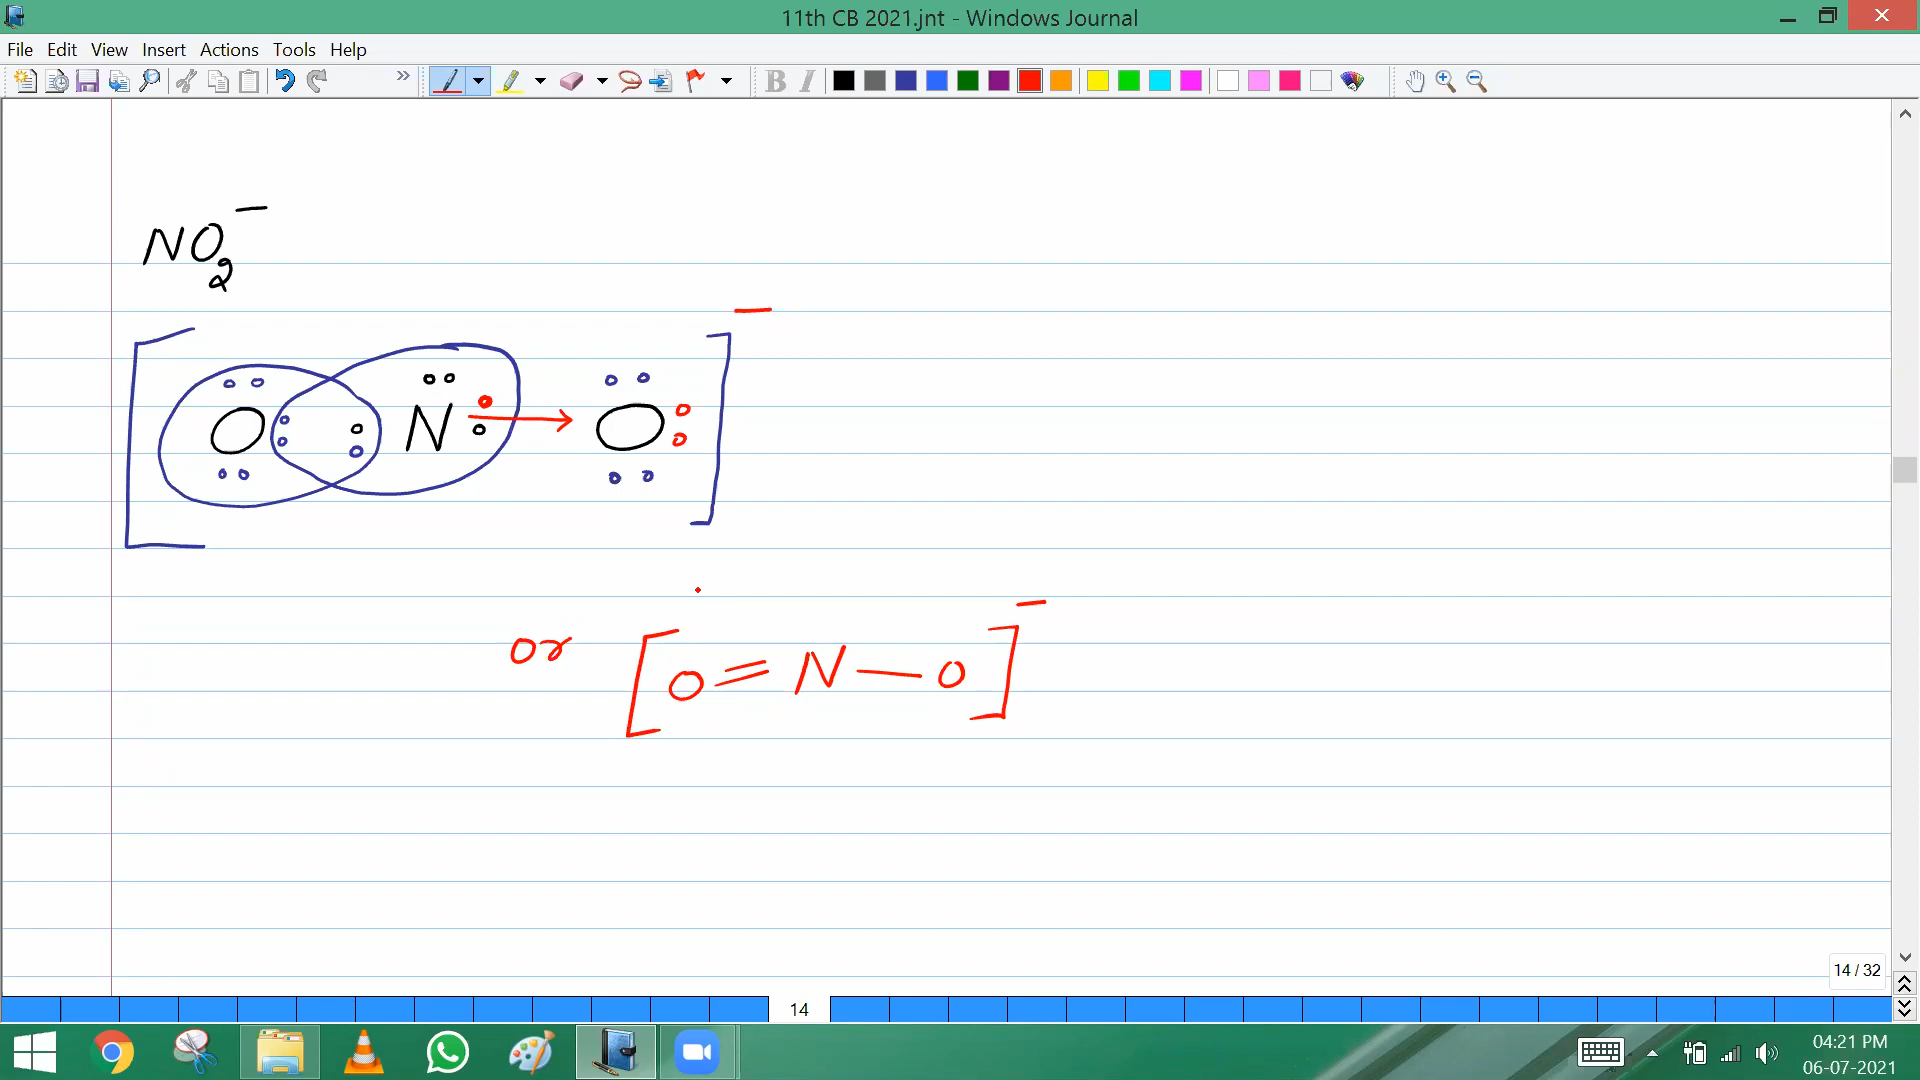 11th CB 2021.jnt - Windows Journal
File Edit View Insert Actions Tools Help
» B I
NO₂⁻
[O N → O]⁻
or [O = N — O]⁻
14 / 32
14
04:21 PM
06-07-2021